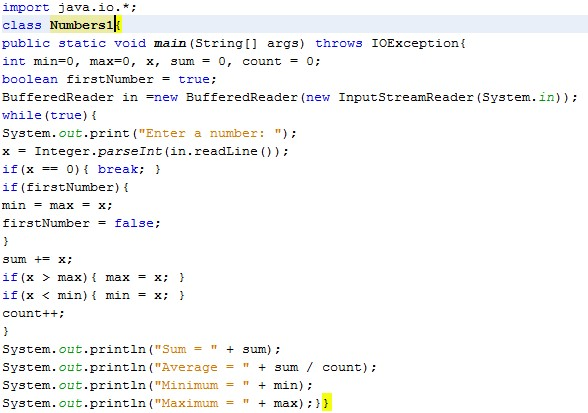 import java.io.*;
class Numbers1{
public static void main(String[] args) throws IOException{
int min=0, max=0, x, sum = 0, count = 0;
boolean firstNumber = true;
BufferedReader in =new BufferedReader(new InputStreamReader(System.in));
while(true){
System.out.print("Enter a number: ");
x = Integer.parseInt(in.readLine());
if(x == 0){ break; }
if(firstNumber){
min = max = x;
firstNumber = false;
}
sum += x;
if(x > max){ max = x; }
if(x < min){ min = x; }
count++;
}
System.out.println("Sum = " + sum);
System.out.println("Average = " + sum / count);
System.out.println("Minimum = " + min);
System.out.println("Maximum = " + max);}}